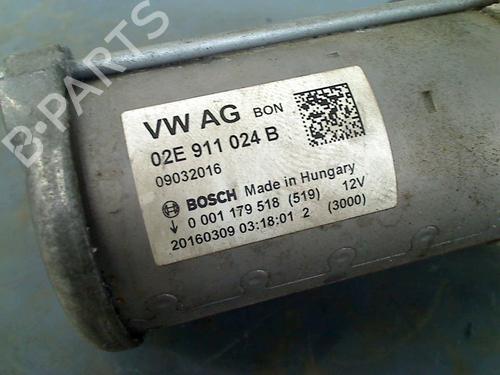 VW AG BON
02E 911 024 B
09032016
BOSCH Made in Hungary
0 001 179 518 (519) 12V
20160309 03:18:01 2 (3000)
B-PARTS